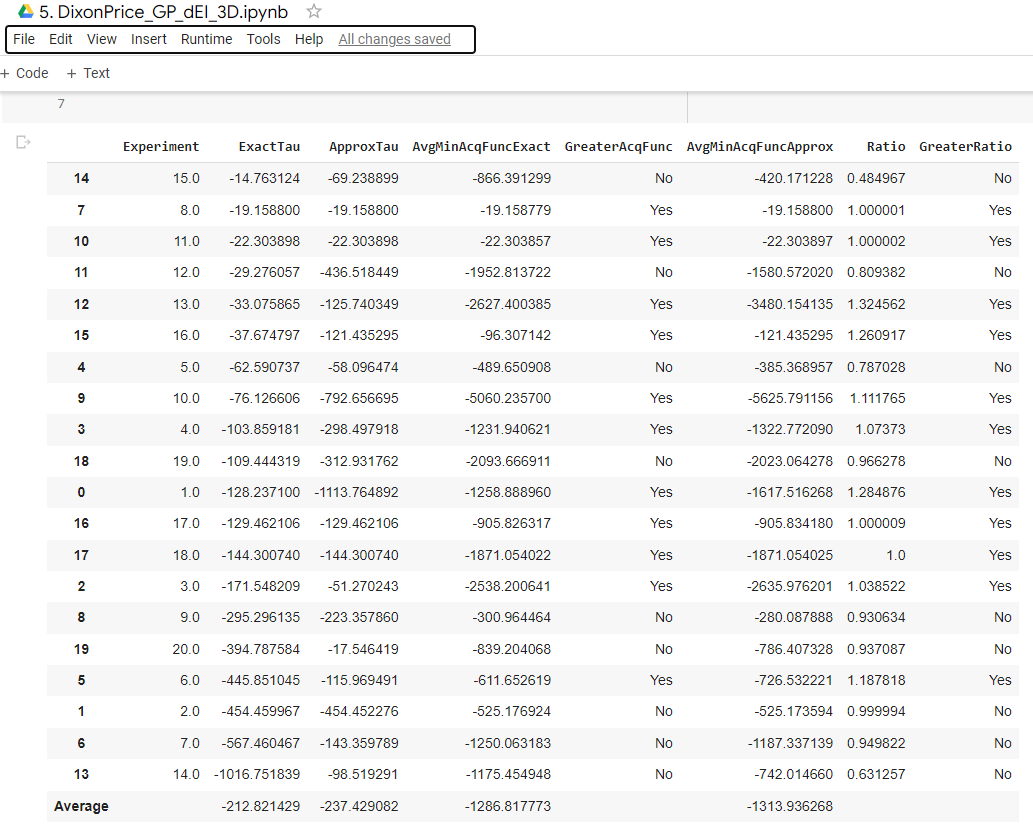 5. DixonPrice_GP_dEI_3D.ipynb
File Edit View Insert Runtime Tools Help All changes saved
+ Code + Text
7
Experiment ExactTau ApproxTau AvgMinAcqFuncExact GreaterAcqFunc AvgMinAcqFuncApprox Ratio GreaterRatio
14 15.0 -14.763124 -69.238899 -866.391299 No -420.171228 0.484967 No
7 8.0 -19.158800 -19.158800 -19.158779 Yes -19.158800 1.000001 Yes
10 11.0 -22.303898 -22.303898 -22.303857 Yes -22.303897 1.000002 Yes
11 12.0 -29.276057 -436.518449 -1952.813722 No -1580.572020 0.809382 No
12 13.0 -33.075865 -125.740349 -2627.400385 Yes -3480.154135 1.324562 Yes
15 16.0 -37.674797 -121.435295 -96.307142 Yes -121.435295 1.260917 Yes
4 5.0 -62.590737 -58.096474 -489.650908 No -385.368957 0.787028 No
9 10.0 -76.126606 -792.656695 -5060.235700 Yes -5625.791156 1.111765 Yes
3 4.0 -103.859181 -298.497918 -1231.940621 Yes -1322.772090 1.07373 Yes
18 19.0 -109.444319 -312.931762 -2093.666911 No -2023.064278 0.966278 No
0 1.0 -128.237100 -1113.764892 -1258.888960 Yes -1617.516268 1.284876 Yes
16 17.0 -129.462106 -129.462106 -905.826317 Yes -905.834180 1.000009 Yes
17 18.0 -144.300740 -144.300740 -1871.054022 Yes -1871.054025 1.0 Yes
2 3.0 -171.548209 -51.270243 -2538.200641 Yes -2635.976201 1.038522 Yes
8 9.0 -295.296135 -223.357860 -300.964464 No -280.087888 0.930634 No
19 20.0 -394.787584 -17.546419 -839.204068 No -786.407328 0.937087 No
5 6.0 -445.851045 -115.969491 -611.652619 Yes -726.532221 1.187818 Yes
1 2.0 -454.459967 -454.452276 -525.176924 No -525.173594 0.999994 No
6 7.0 -567.460467 -143.359789 -1250.063183 No -1187.337139 0.949822 No
13 14.0 -1016.751839 -98.519291 -1175.454948 No -742.014660 0.631257 No
Average -212.821429 -237.429082 -1286.817773 -1313.936268